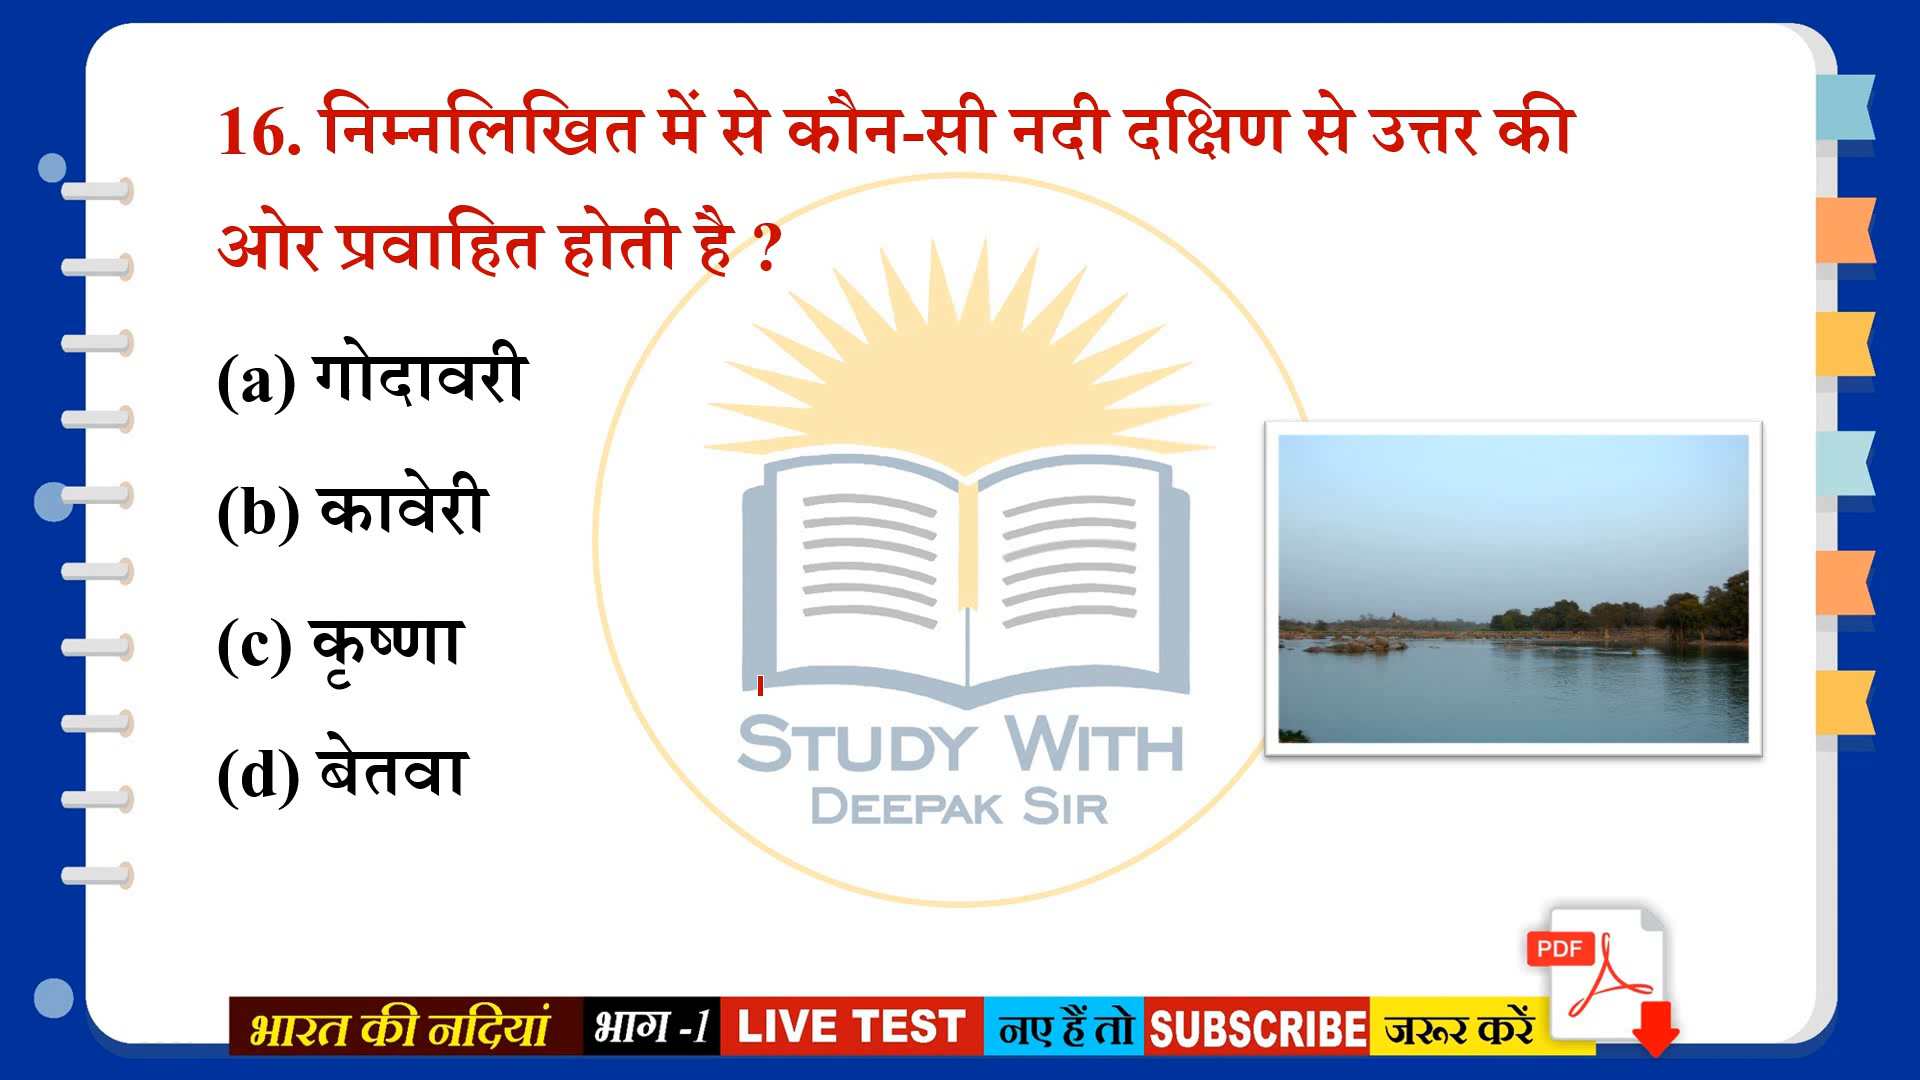 16. निम्नलिखित में से कौन-सी नदी दक्षिण से उत्तर की
ओर प्रवाहित होती है ?
(a) गोदावरी
(b) कावेरी
(c) कृष्णा
(d) बेतवा
STUDY WITH
DEEPAK SIR
PDF
भारत की नदियां भाग -1 LIVE TEST नए हैं तो SUBSCRIBE जरूर करें